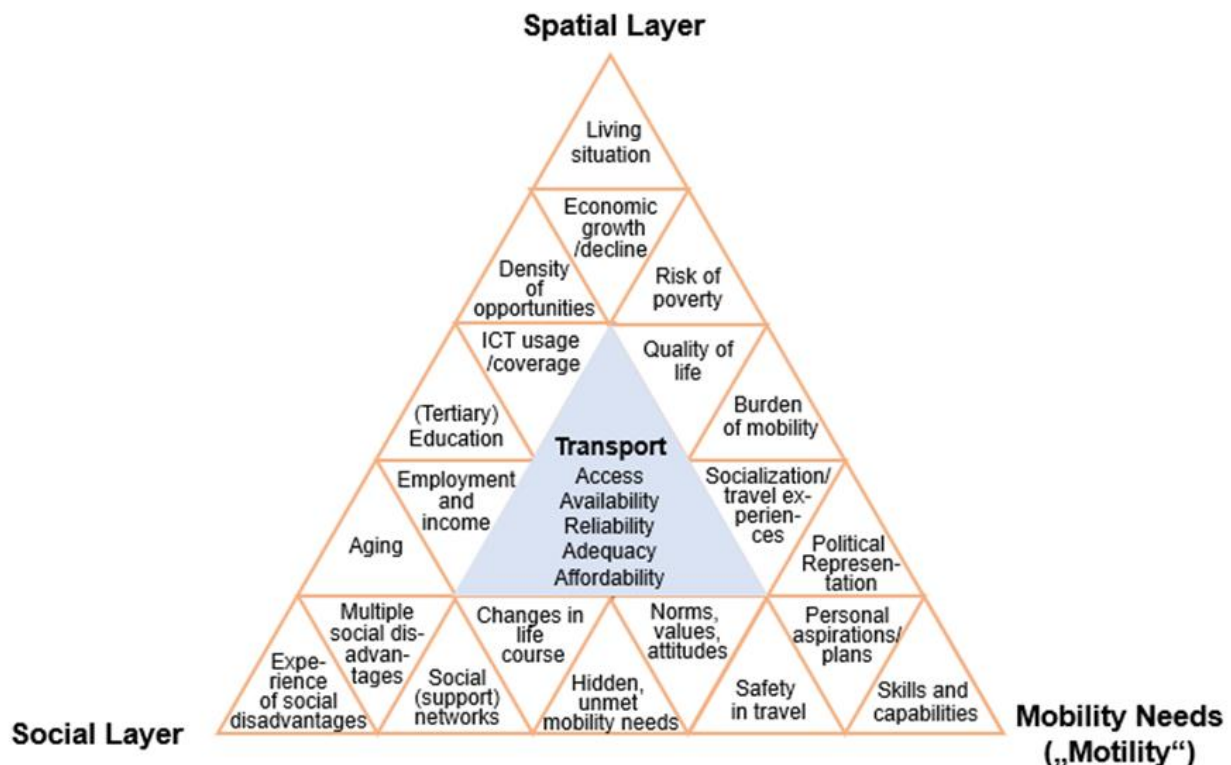 Spatial Layer
Living
situation
Economic
growth
/decline
Density
of
opportunities
Risk of
poverty
ICT usage
/coverage
Quality of
life
(Tertiary)
Education
Burden
of mobility
Transport
Access
Availability
Reliability
Adequacy
Affordability
Employment
and
income
Socialization/
travel ex-
perien-
ces
Aging
Political
Represen-
tation
Multiple
social dis-
advan-
tages
Changes in
life
course
Norms,
values,
attitudes
Personal
aspirations/
plans
Expe-
rience
of social
disadvantages
Social
(support)
networks
Hidden,
unmet
mobility needs
Safety
in travel
Skills and
capabilities
Social Layer
Mobility Needs
(„Motility“)